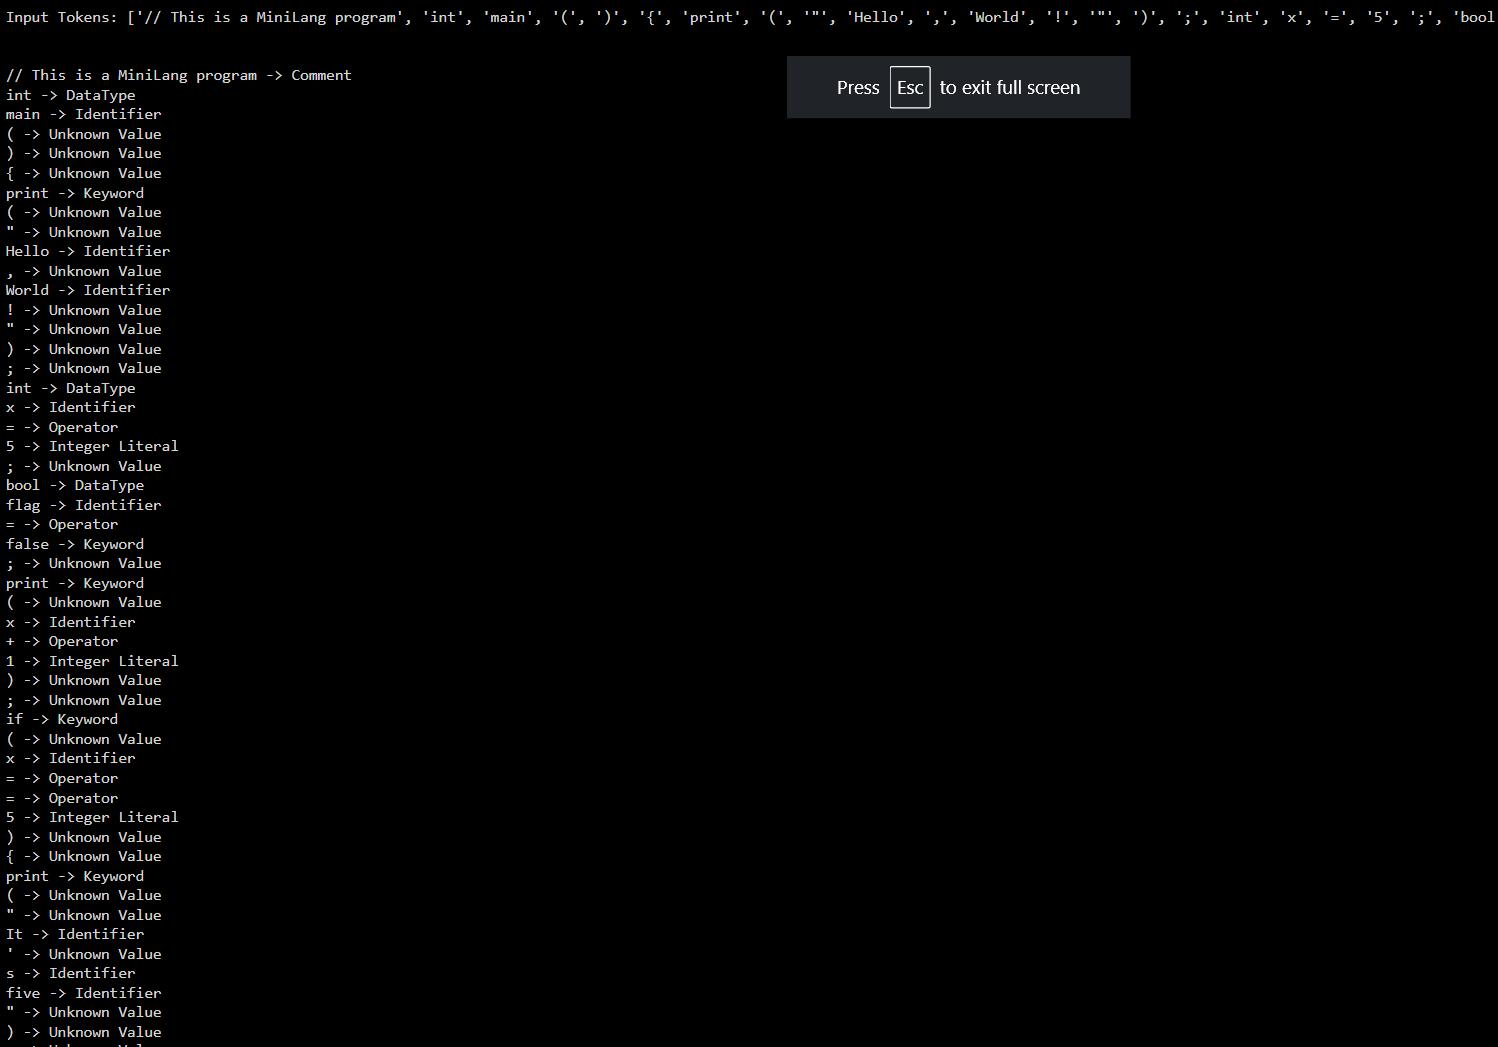 Input Tokens: ['// This is a MiniLang program', 'int', 'main', '(', ')', '{', 'print', '(', '"', 'Hello', ',', 'World', '!', '"', ')', ';', 'int', 'x', '=', '5', ';', 'bool
Press Esc to exit full screen
// This is a MiniLang program -> Comment
int -> DataType
main -> Identifier
( -> Unknown Value
) -> Unknown Value
{ -> Unknown Value
print -> Keyword
( -> Unknown Value
" -> Unknown Value
Hello -> Identifier
, -> Unknown Value
World -> Identifier
! -> Unknown Value
" -> Unknown Value
) -> Unknown Value
; -> Unknown Value
int -> DataType
x -> Identifier
= -> Operator
5 -> Integer Literal
; -> Unknown Value
bool -> DataType
flag -> Identifier
= -> Operator
false -> Keyword
; -> Unknown Value
print -> Keyword
( -> Unknown Value
x -> Identifier
+ -> Operator
1 -> Integer Literal
) -> Unknown Value
; -> Unknown Value
if -> Keyword
( -> Unknown Value
x -> Identifier
= -> Operator
= -> Operator
5 -> Integer Literal
) -> Unknown Value
{ -> Unknown Value
print -> Keyword
( -> Unknown Value
" -> Unknown Value
It -> Identifier
' -> Unknown Value
s -> Identifier
five -> Identifier
" -> Unknown Value
) -> Unknown Value